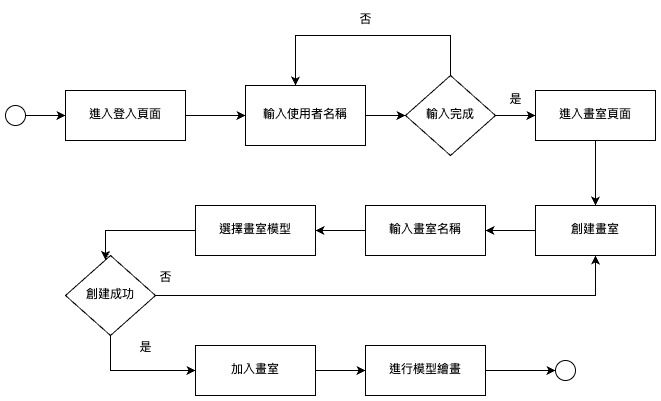 否
進入登入頁面
輸入使用者名稱
輸入完成
是
進入畫室頁面
選擇畫室模型
輸入畫室名稱
創建畫室
創建成功
否
是
加入畫室
進行模型繪畫